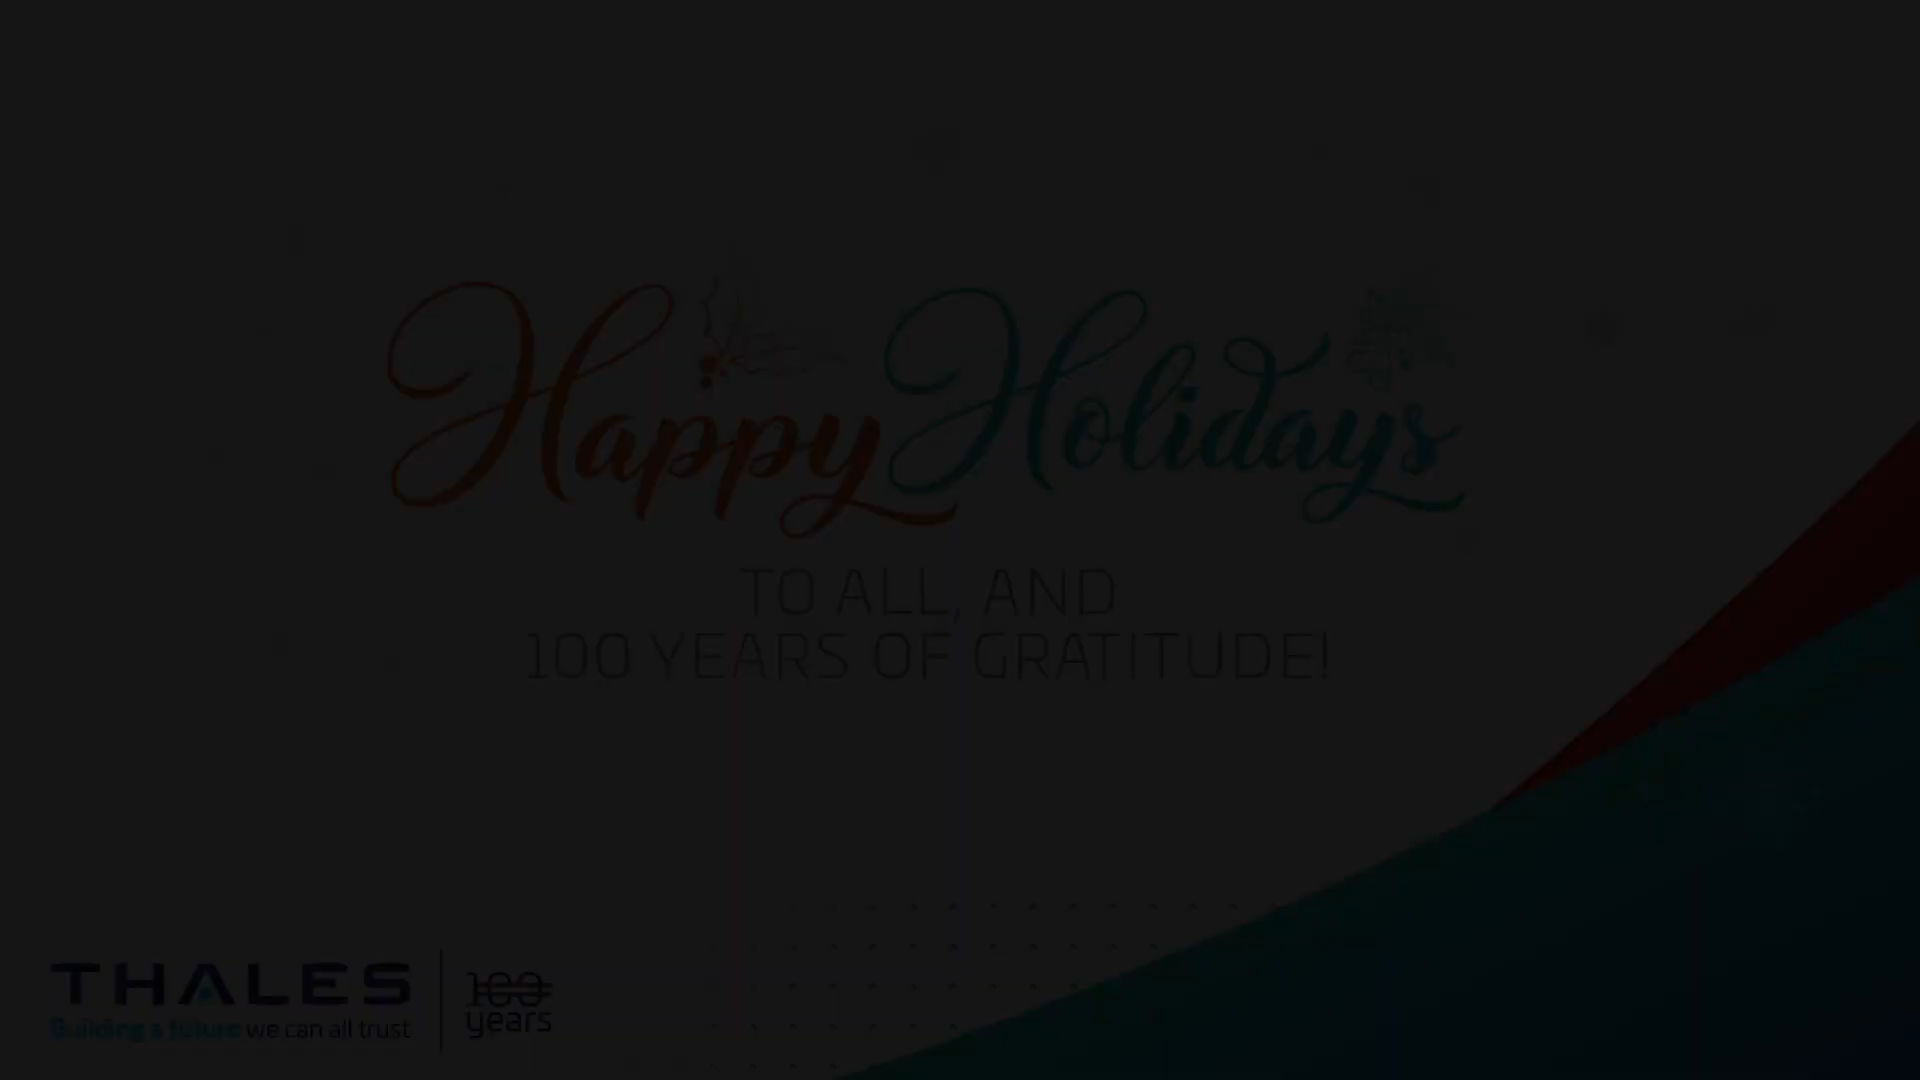 Happy Holidays
TO ALL, AND
100 YEARS OF GRATITUDE!
THALES
Building a future we can all trust
100
years